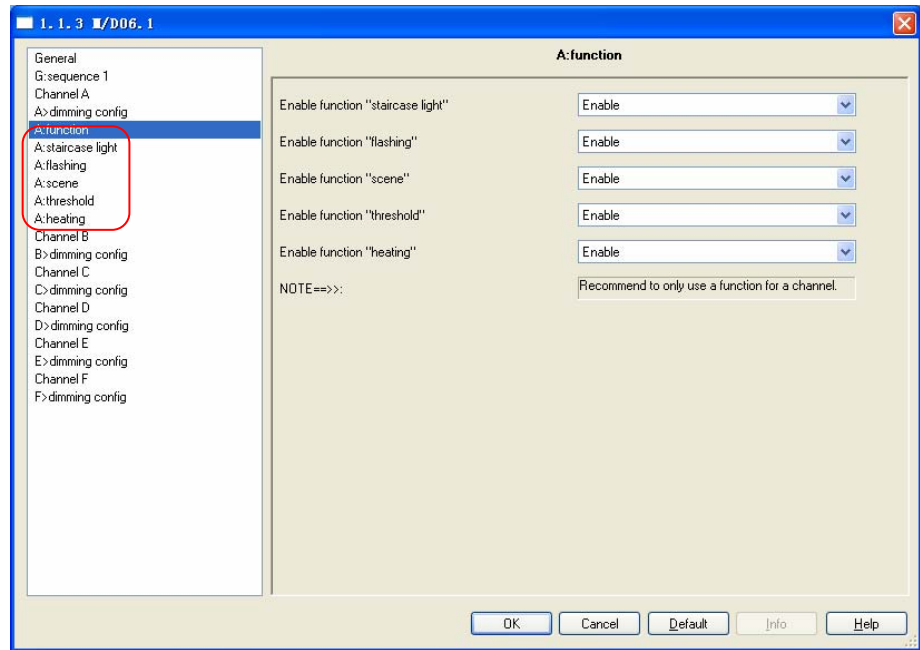 1.1.3 M/D06.1
General
G:sequence 1
Channel A
A>dimming config
A:function
A:staircase light
A:flashing
A:scene
A:threshold
A:heating
Channel B
B>dimming config
Channel C
C>dimming config
Channel D
D>dimming config
Channel E
E>dimming config
Channel F
F>dimming config
A:function
Enable function "staircase light"
Enable
Enable function "flashing"
Enable
Enable function "scene"
Enable
Enable function "threshold"
Enable
Enable function "heating"
Enable
NOTE==>>:
Recommend to only use a function for a channel.
OK
Cancel
Default
Info
Help